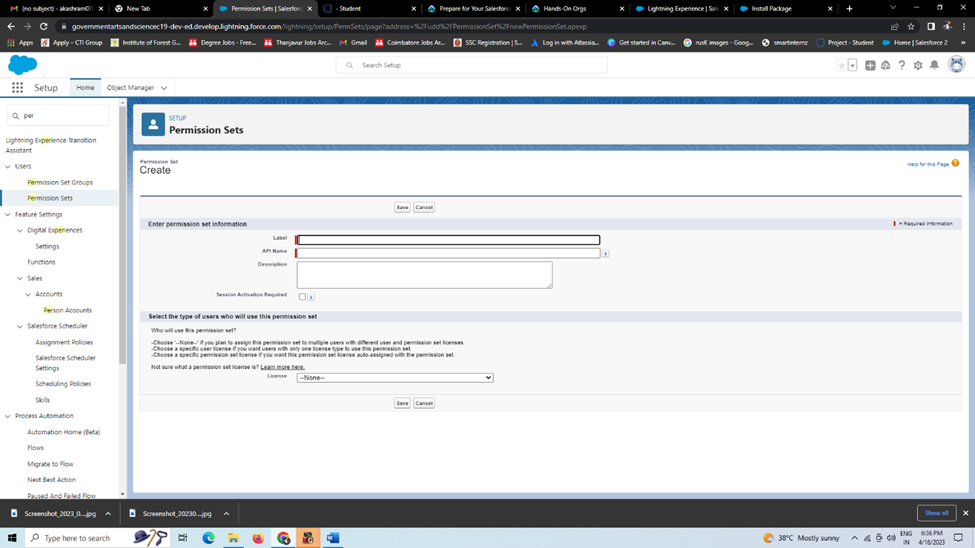 (no subject) - akashram07
New Tab
Permission Sets | Salesforc
- Student
Prepare for Your Salesforce
Hands-On Orgs
Lightning Experience | Sale
Install Package
governmentartsandsciencec19-dev-ed.develop.lightning.force.com/lightning/setup/PermSets/page?address=%2Fudd%2FPermissionSet%2FnewPermissionSet.apexp
Apps
Apply - CTI Group
Institute of Forest G...
Degree Jobs - Free...
Thanjavur Jobs Arc...
Gmail
Coimbatore Jobs Ar...
SSC Registration | S...
Log in with Atlassia...
Get started in Canv...
rusK images - Goog...
smartinternz
Project - Student
Home | Salesforce
Search Setup
Setup
Home
Object Manager
per
SETUP
Permission Sets
Lightning Experience Transition
Assistant
Users
Permission Set Groups
Permission Sets
Feature Settings
Digital Experiences
Settings
Functions
Sales
Accounts
Person Accounts
Salesforce Scheduler
Assignment Policies
Salesforce Scheduler
Settings
Scheduling Policies
Skills
Process Automation
Automation Home (Beta)
Flows
Migrate to Flow
Next Best Action
Paused And Failed Flow
Permission Set
Create
Help for this Page
Save
Cancel
Enter permission set information
= Required Information
Label
API Name
i
Description
Session Activation Required
i
Select the type of users who will use this permission set
Who will use this permission set?
-Choose '--None--' if you plan to assign this permission set to multiple users with different user and permission set licenses.
-Choose a specific user license if you want users with only one license type to use this permission set.
-Choose a specific permission set license if you want this permission set license auto-assigned with the permission set.
Not sure what a permission set license is? Learn more here.
License
--None--
Save
Cancel
Screenshot_2023_0....jpg
Screenshot_20230....jpg
Show all
Type here to search
38°C Mostly sunny
ENG
IN
6:36 PM
4/16/2023